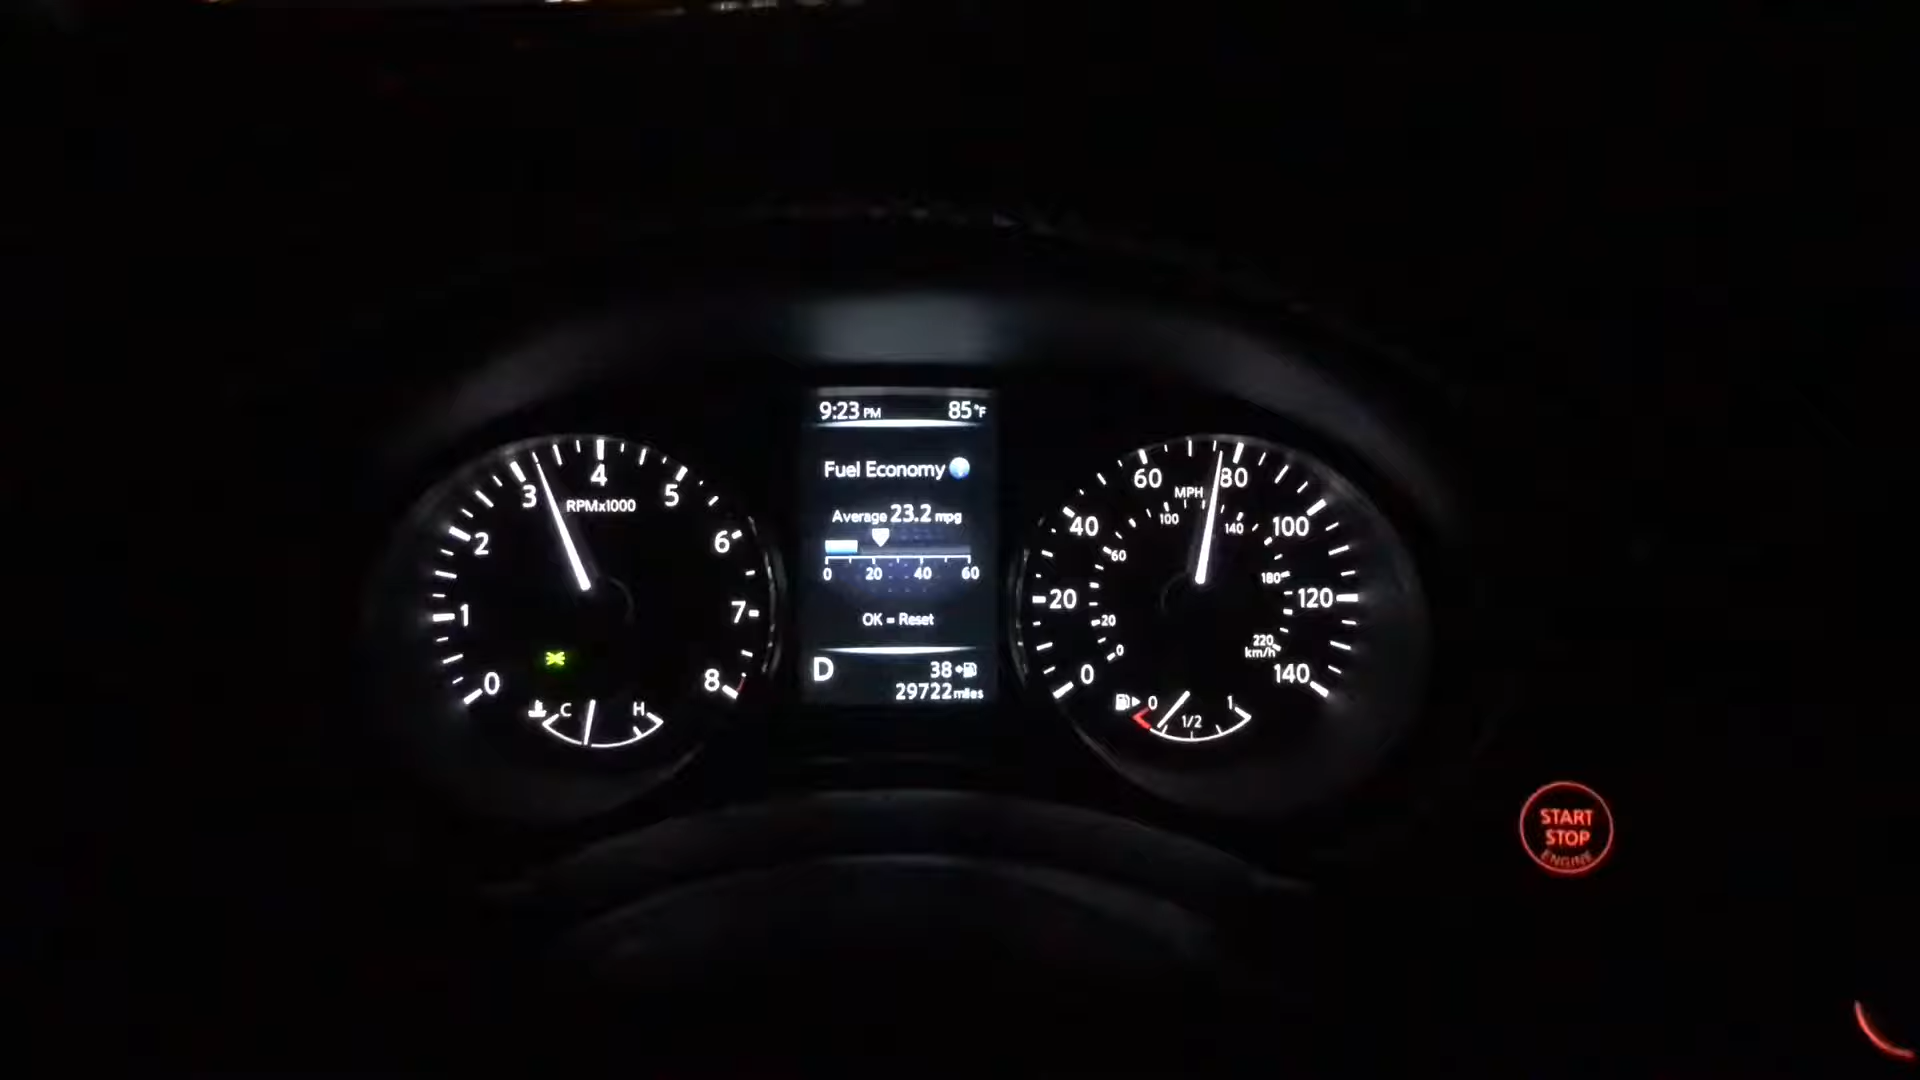 9:23 PM 85°F
Fuel Economy
Average 23.2 mpg
0 20 40 60
OK = Reset
D 38
29722 miles
0 1 2 3 4 5 6 7 8
RPMx1000
C H
0 20 40 60 80 100 120 140
MPH
0 20 60 100 140 180 220
km/h
0 1/2 1
START
STOP
ENGINE